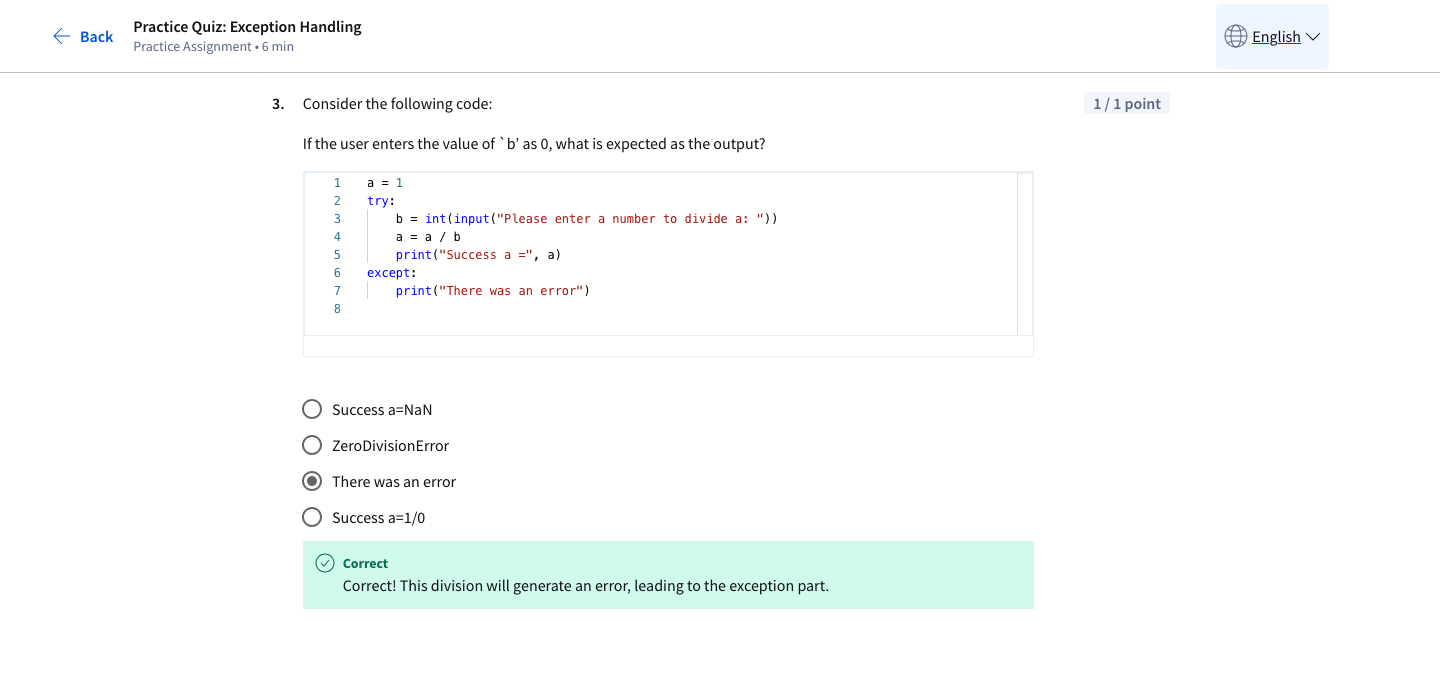 Back
Practice Quiz: Exception Handling
Practice Assignment • 6 min
English
3. Consider the following code:
1 / 1 point
If the user enters the value of `b’ as 0, what is expected as the output?
1 a = 1
2 try:
3     b = int(input("Please enter a number to divide a: "))
4     a = a / b
5     print("Success a =", a)
6 except:
7     print("There was an error")
8
Success a=NaN
ZeroDivisionError
There was an error
Success a=1/0
Correct
Correct! This division will generate an error, leading to the exception part.